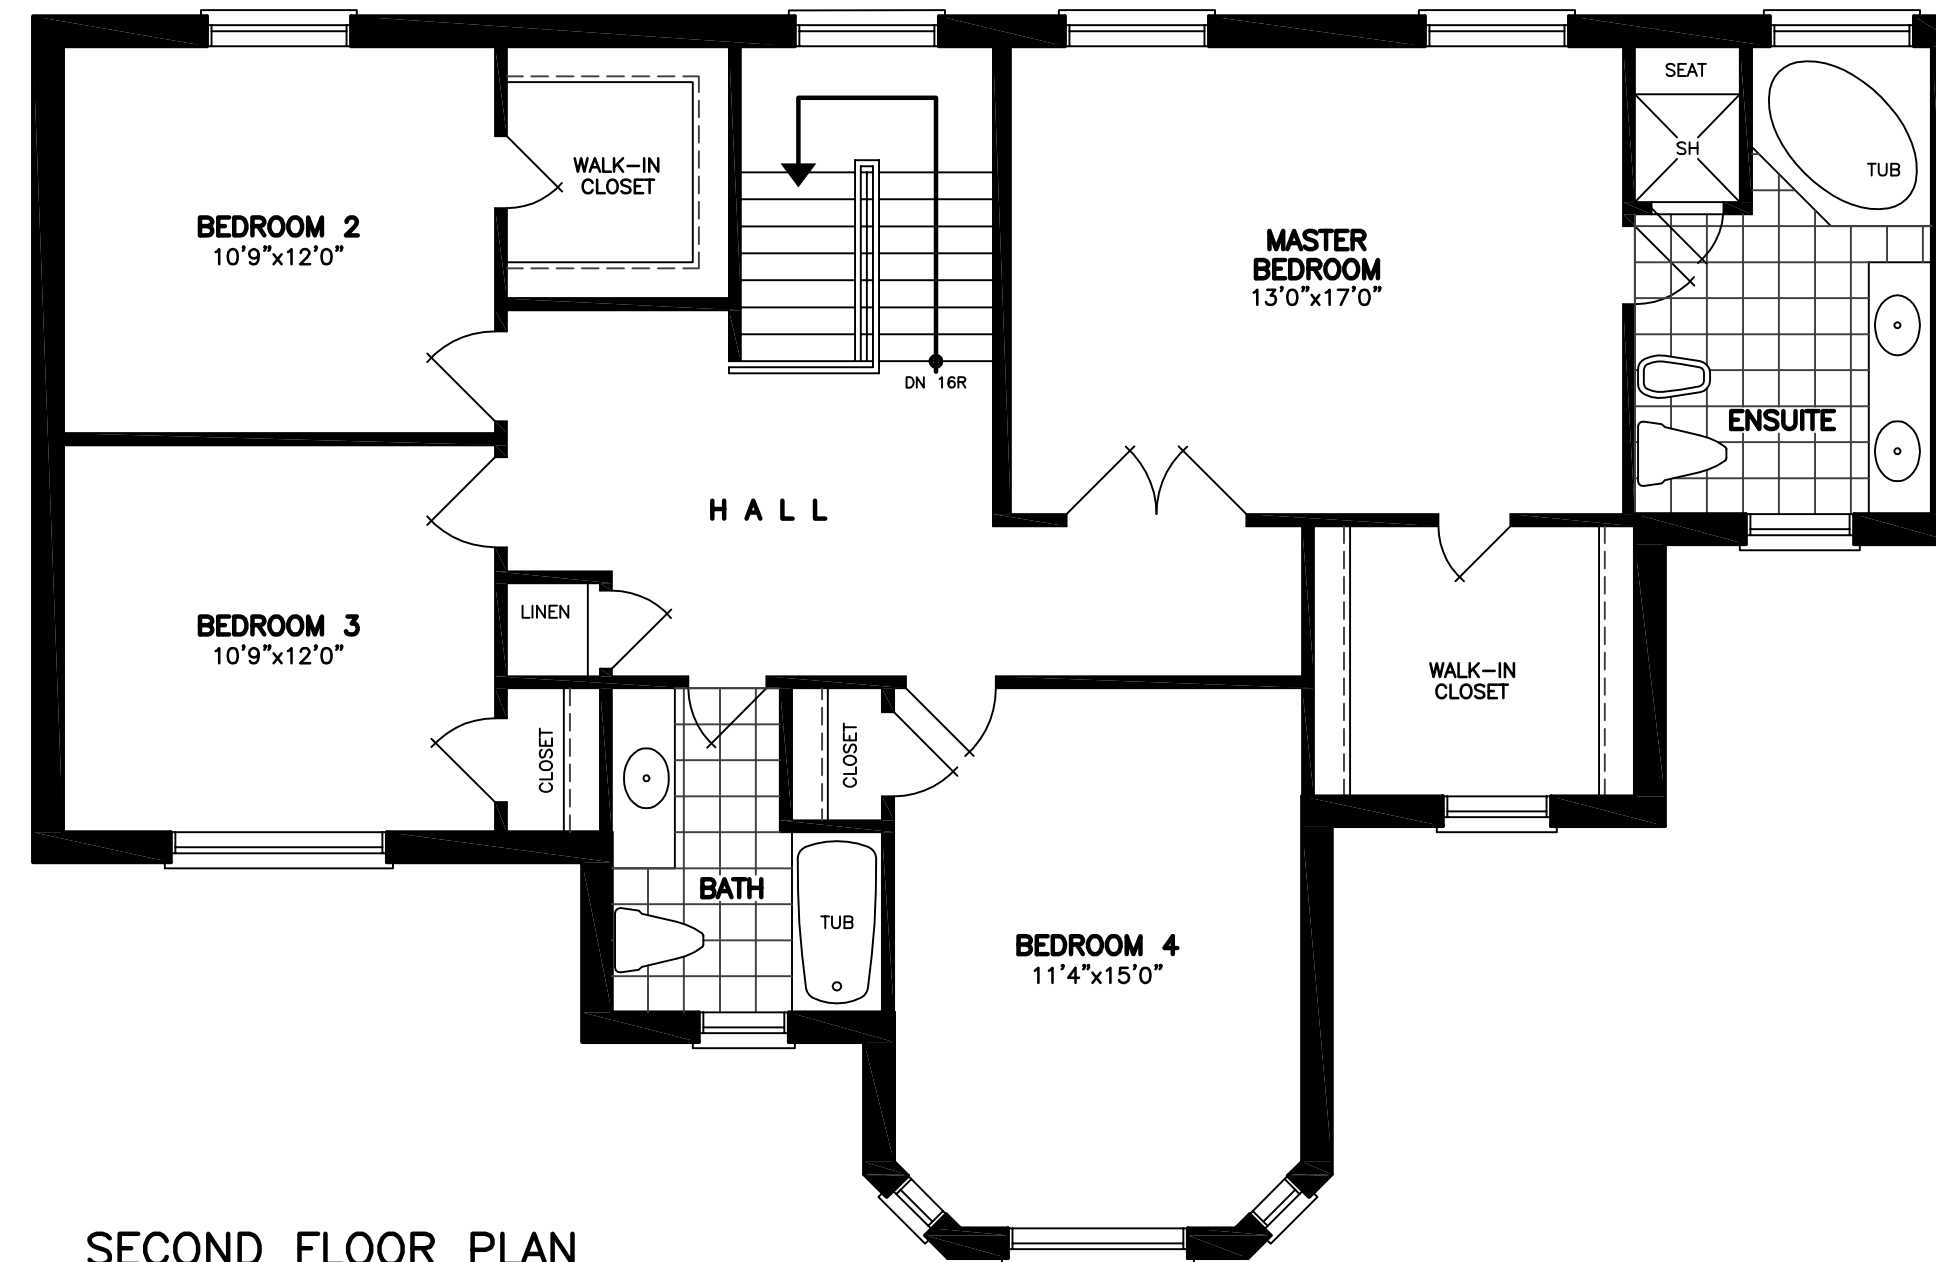 SEAT
SH
TUB
WALK-IN
CLOSET
BEDROOM 2
10'9"x12'0"
MASTER
BEDROOM
13'0"x17'0"
DN 16R
ENSUITE
HALL
LINEN
BEDROOM 3
10'9"x12'0"
WALK-IN
CLOSET
CLOSET
CLOSET
BATH
TUB
BEDROOM 4
11'4"x15'0"
SECOND FLOOR PLAN